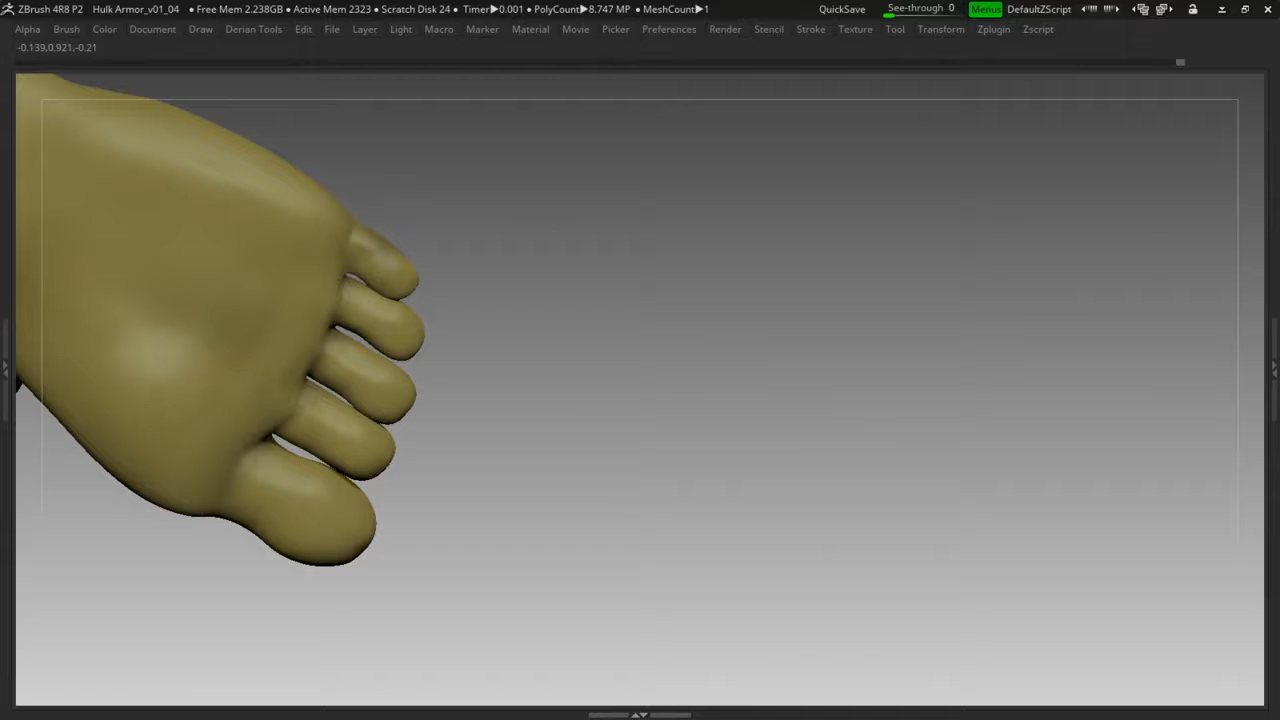 ZBrush 4R8 P2 Hulk Armor_v01_04 ● Free Mem 2.238GB ● Active Mem 2323 ● Scratch Disk 24 ● Timer▶0.001 ● PolyCount▶8.747 MP ● MeshCount▶1 QuickSave See-through 0 Menus DefaultZScript
Alpha Brush Color Document Draw Derian Tools Edit File Layer Light Macro Marker Material Movie Picker Preferences Render Stencil Stroke Texture Tool Transform Zplugin Zscript
-0.139,0.921,-0.21